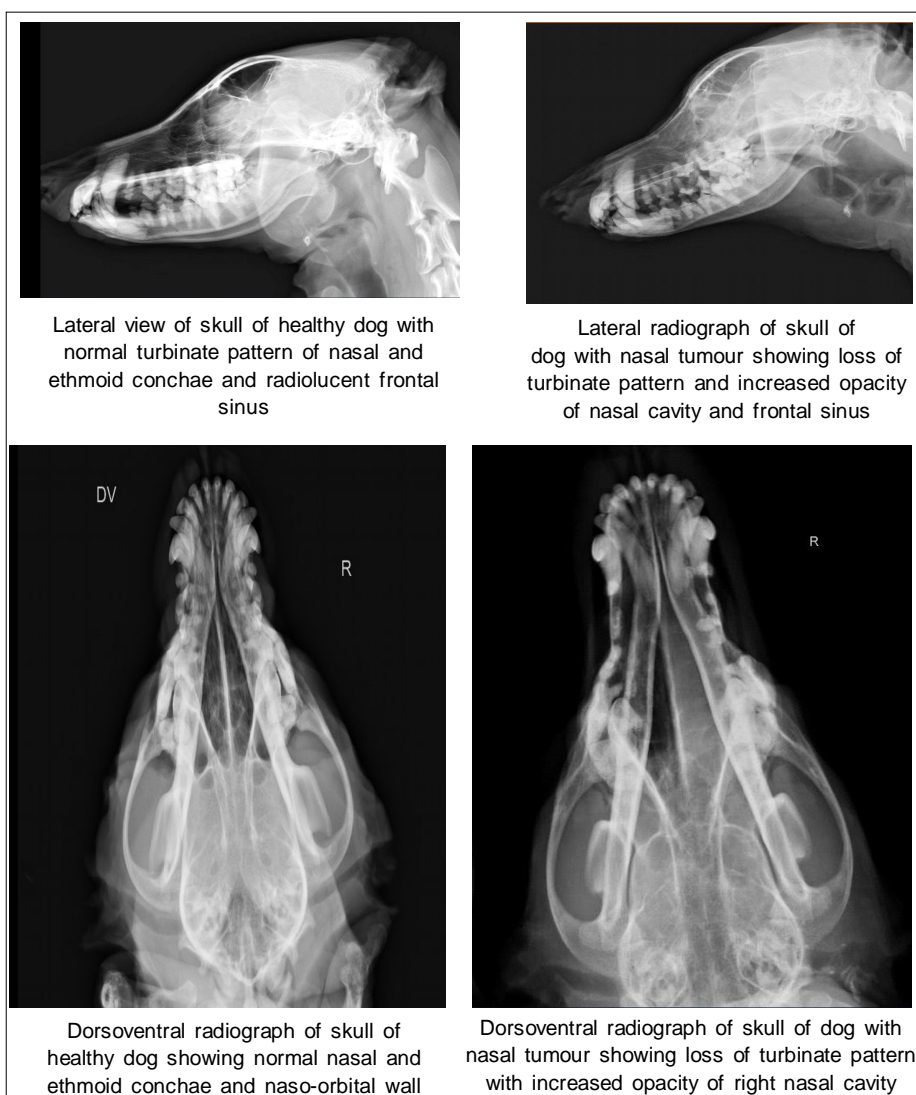 Lateral view of skull of healthy dog with
normal turbinate pattern of nasal and
ethmoid conchae and radiolucent frontal
sinus
Lateral radiograph of skull of
dog with nasal tumour showing loss of
turbinate pattern and increased opacity
of nasal cavity and frontal sinus
DV
R
R
Dorsoventral radiograph of skull of
healthy dog showing normal nasal and
ethmoid conchae and naso-orbital wall
Dorsoventral radiograph of skull of dog with
nasal tumour showing loss of turbinate pattern
with increased opacity of right nasal cavity